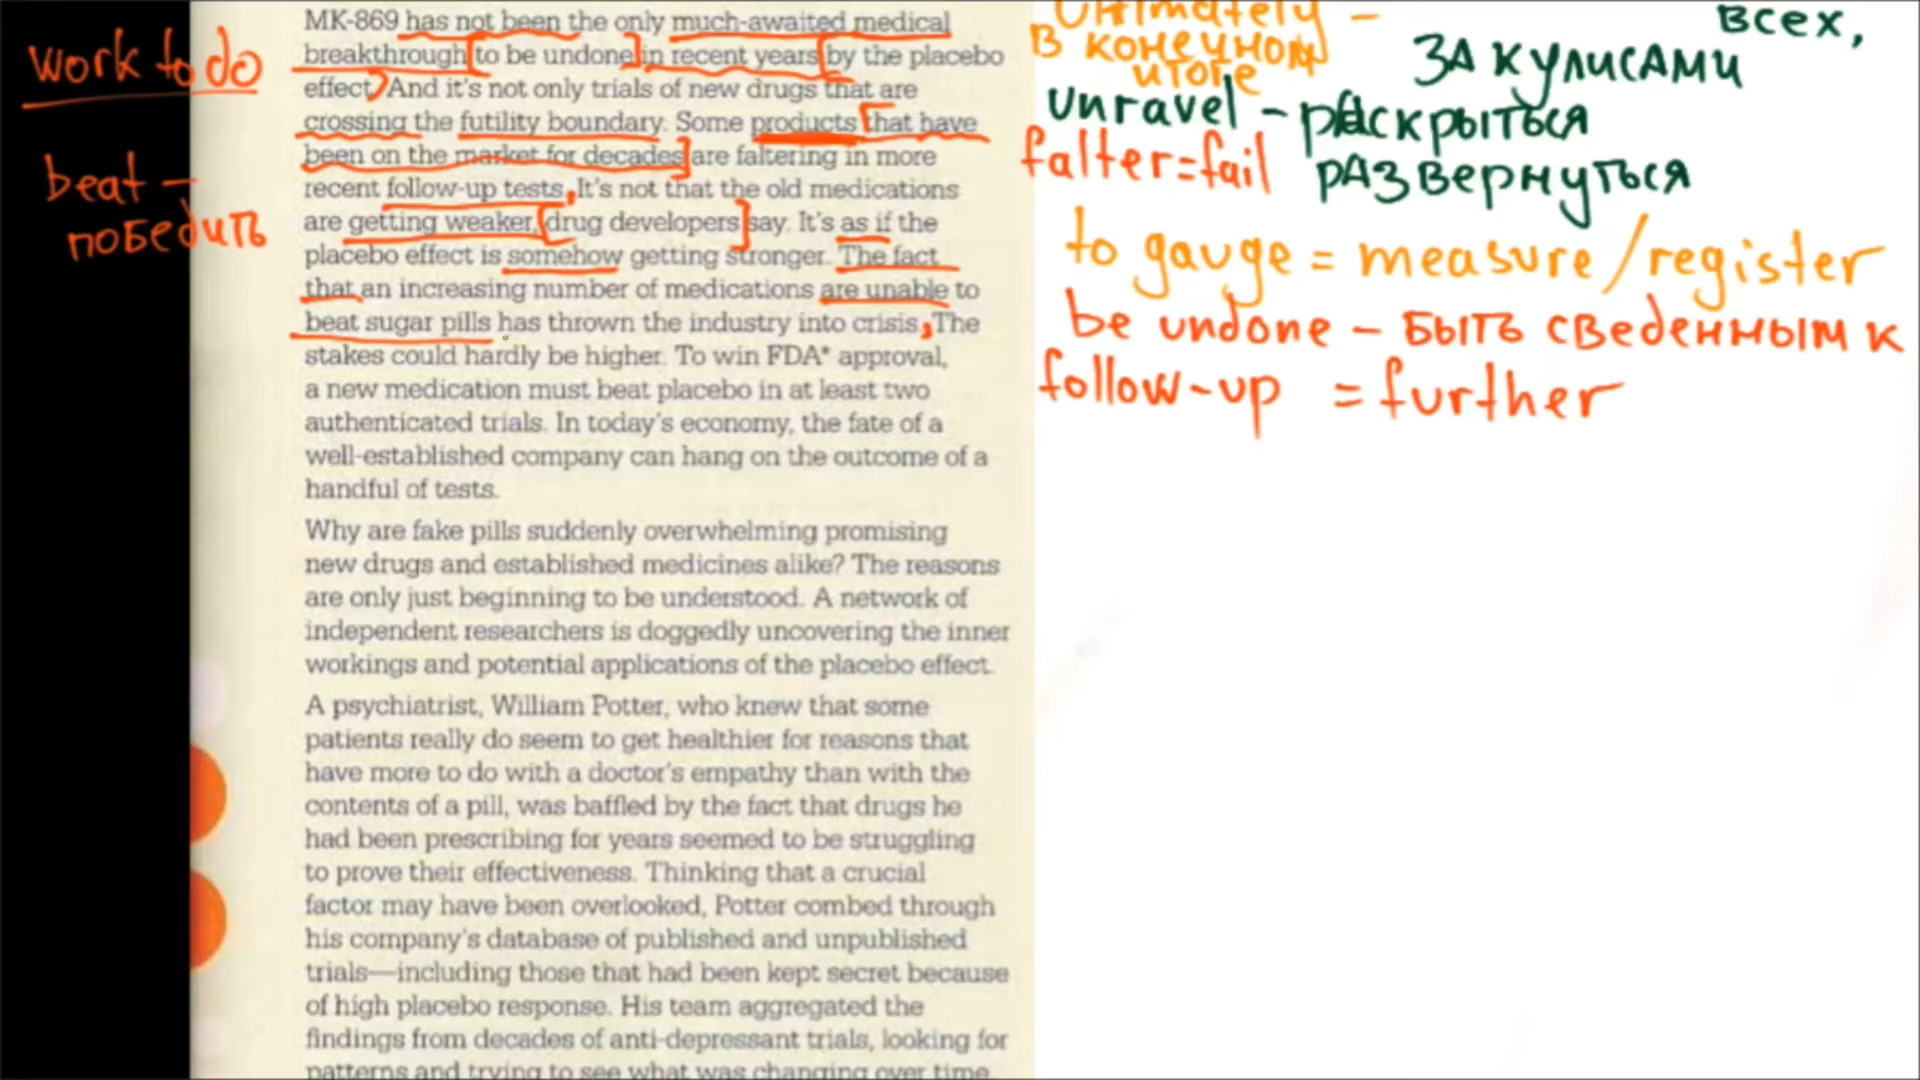 work to do
beat –
победить
MK-869 has not been the only much-awaited medical
breakthrough to be undone in recent years by the placebo
effect. And it's not only trials of new drugs that are
crossing the futility boundary. Some products that have
been on the market for decades are faltering in more
recent follow-up tests. It's not that the old medications
are getting weaker, drug developers say. It's as if the
placebo effect is somehow getting stronger. The fact
that an increasing number of medications are unable to
beat sugar pills has thrown the industry into crisis. The
stakes could hardly be higher. To win FDA* approval,
a new medication must beat placebo in at least two
authenticated trials. In today's economy, the fate of a
well-established company can hang on the outcome of a
handful of tests.
Why are fake pills suddenly overwhelming promising
new drugs and established medicines alike? The reasons
are only just beginning to be understood. A network of
independent researchers is doggedly uncovering the inner
workings and potential applications of the placebo effect.
A psychiatrist, William Potter, who knew that some
patients really do seem to get healthier for reasons that
have more to do with a doctor's empathy than with the
contents of a pill, was baffled by the fact that drugs he
had been prescribing for years seemed to be struggling
to prove their effectiveness. Thinking that a crucial
factor may have been overlooked, Potter combed through
his company's database of published and unpublished
trials—including those that had been kept secret because
of high placebo response. His team aggregated the
findings from decades of anti-depressant trials, looking for
patterns and trying to see what was changing over time.
Ultimately –
в конечном
итоге
всех,
за кулисами
unravel – раскрыться
развернуться
falter = fail
to gauge = measure/register
be undone – быть сведенным к
follow-up = further